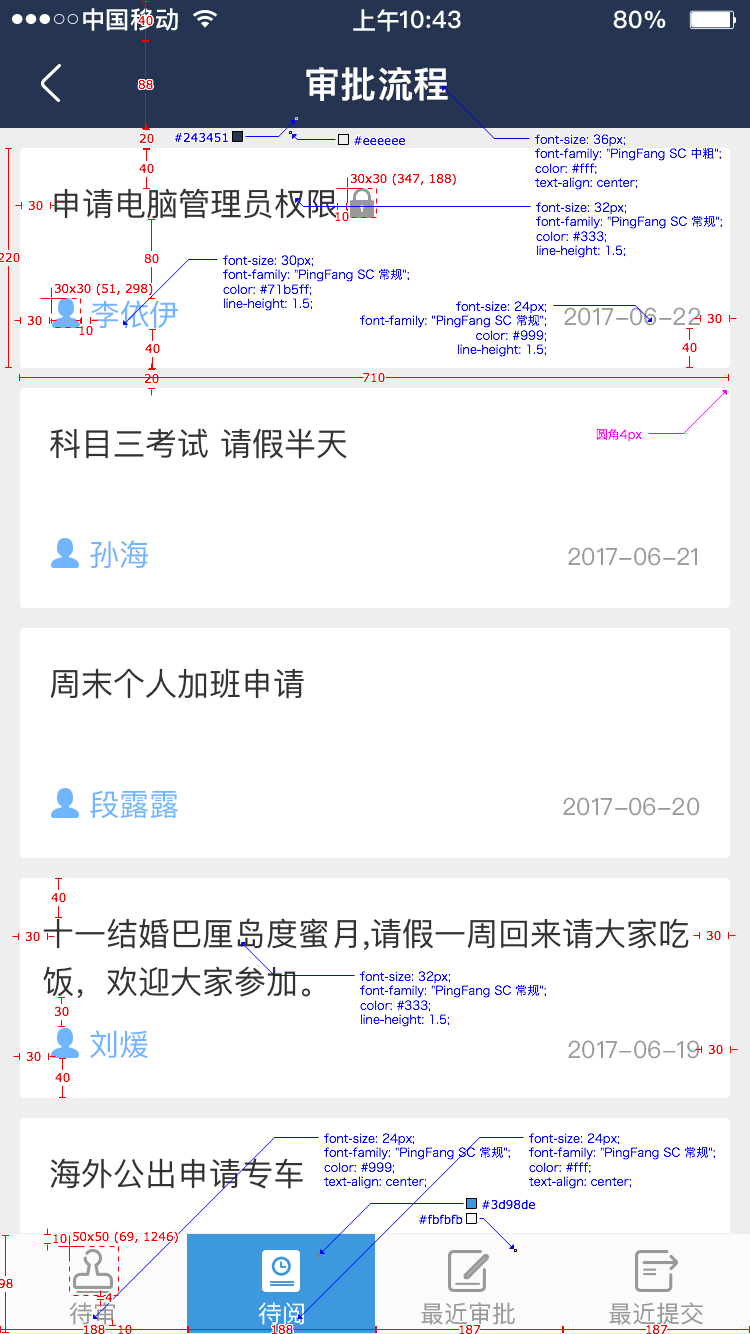 中国移动 上午10:43 80%
40
审批流程
88
20
#243451
#eeeeee
font-size: 36px;
font-family: "PingFang SC 中粗";
color: #fff;
text-align: center;
40
30x30 (347, 188)
30
申请电脑管理员权限
10
font-size: 32px;
font-family: "PingFang SC 常规";
color: #333;
line-height: 1.5;
220
80
font-size: 30px;
font-family: "PingFang SC 常规";
color: #71b5ff;
line-height: 1.5;
30x30 (51, 298)
30
李依伊
10
font-size: 24px;
font-family: "PingFang SC 常规";
color: #999;
line-height: 1.5;
2017-06-22
30
40
40
20
710
圆角4px
科目三考试 请假半天
孙海
2017-06-21
周末个人加班申请
段露露
2017-06-20
40
30
十一结婚巴厘岛度蜜月,请假一周回来请大家吃
饭，欢迎大家参加。
30
font-size: 32px;
font-family: "PingFang SC 常规";
color: #333;
line-height: 1.5;
30
30
刘煖
2017-06-19
30
40
海外公出申请专车
font-size: 24px;
font-family: "PingFang SC 常规";
color: #999;
text-align: center;
font-size: 24px;
font-family: "PingFang SC 常规";
color: #fff;
text-align: center;
#3d98de
#fbfbfb
10
50x50 (69, 1246)
98
4
待审
待阅
最近审批
最近提交
188
10
188
187
187